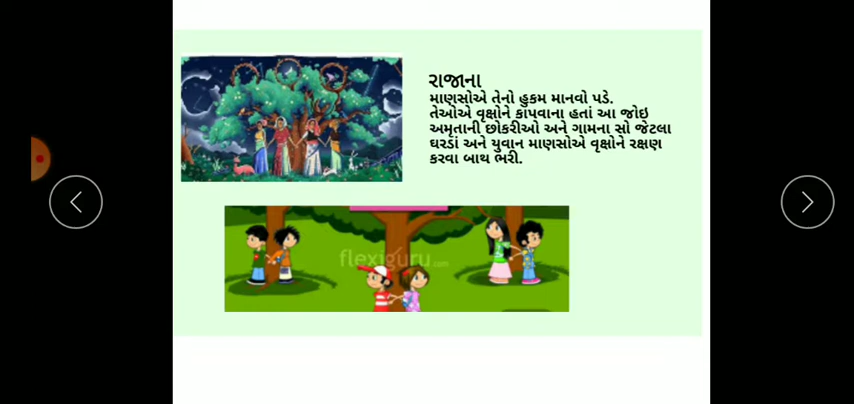 રાજાના
માણસોએ તેનો હુકમ માનવો પડે.
તેઓએ વૃક્ષોને કાપવાના હતાં આ જોઇ
અમૃતાની છોકરીઓ અને ગામના સો જેટલા
ઘરડાં અને યુવાન માણસોએ વૃક્ષોને રક્ષણ
કરવા બાથ ભરી.
flexiguru.com